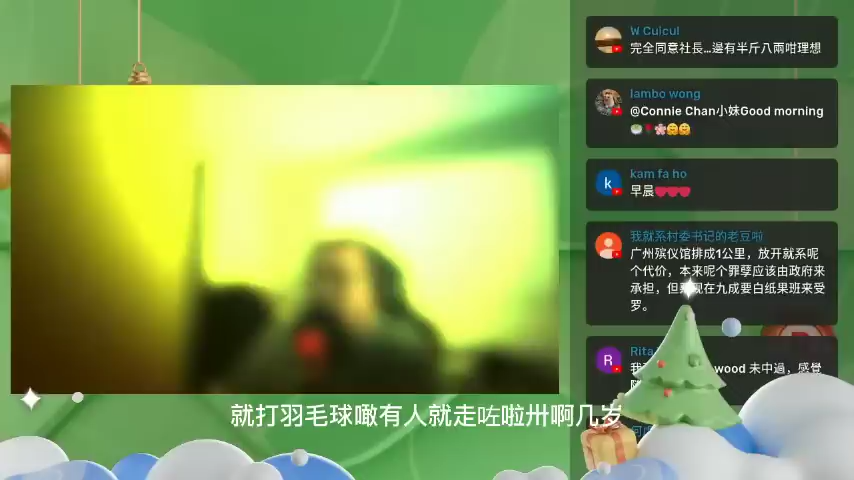 W Cuicui
完全同意社長...邊有半斤八兩咁理想
lambo wong
@Connie Chan小妹Good morning
kam fa ho
早晨
我就系村委书记的老豆啦
广州殡仪馆排成1公里，放开就系呢
个代价，本来呢个罪孽应该由政府来
承担，但系现在九成要白纸果班来受
罗。
Rita
wood 未中過，感覺
就打羽毛球噉有人就走咗啦卅啊几岁